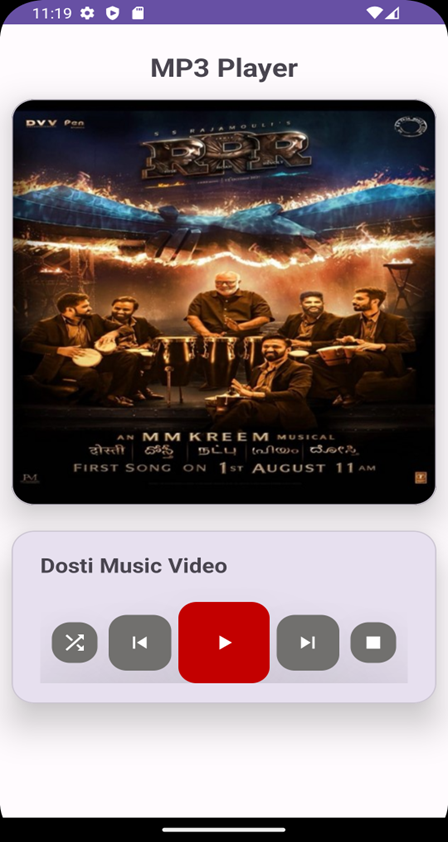 11:19
MP3 Player
DVV Pen
S S RAJAMOULI'S
RRR
AN MM KREEM MUSICAL
दोस्ती దోస్తీ நட்பு പ്രിയം ದೋಸ್ತಿ
FIRST SONG ON 1ST AUGUST 11 AM
Dosti Music Video